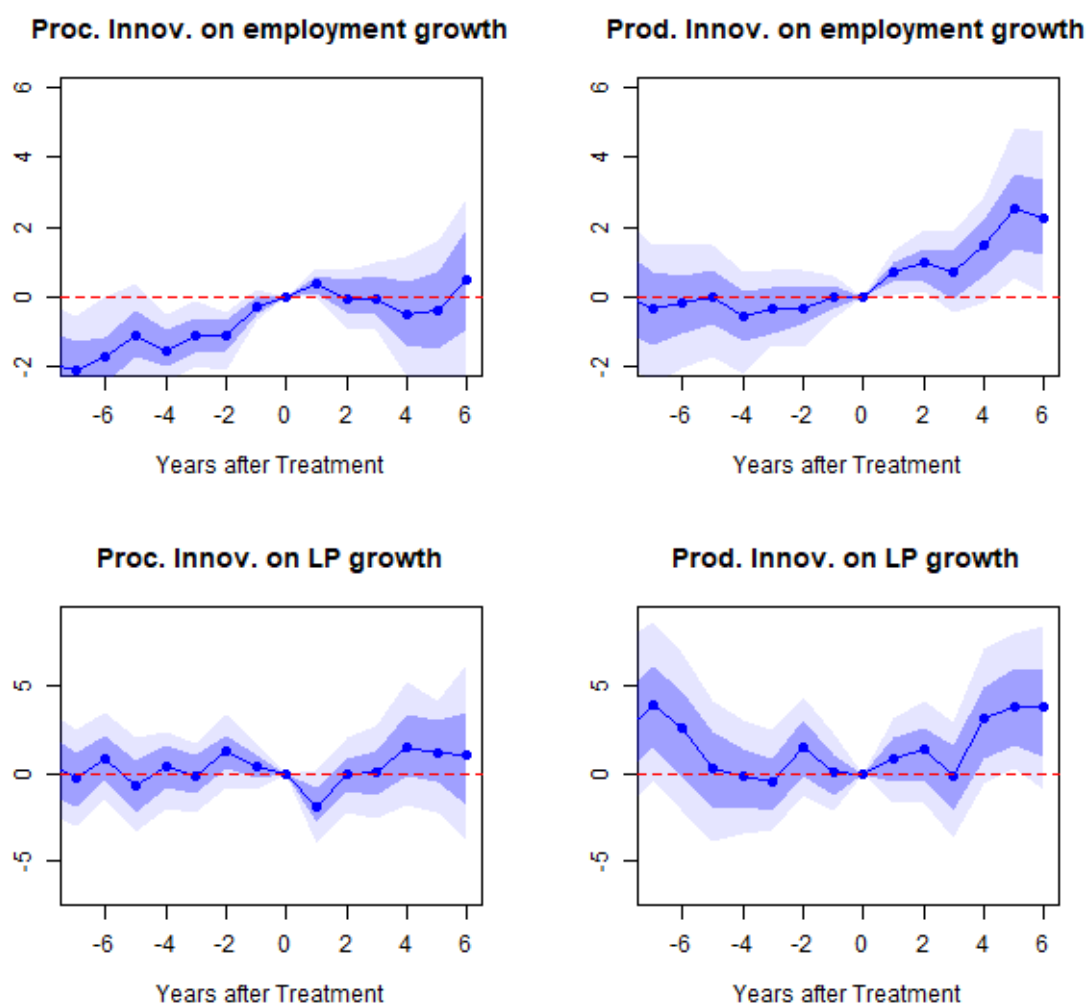 Proc. Innov. on employment growth
6
4
2
0
-2
-6 -4 -2 0 2 4 6
Years after Treatment
Prod. Innov. on employment growth
6
4
2
0
-2
-6 -4 -2 0 2 4 6
Years after Treatment
Proc. Innov. on LP growth
5
0
-5
-6 -4 -2 0 2 4 6
Years after Treatment
Prod. Innov. on LP growth
5
0
-5
-6 -4 -2 0 2 4 6
Years after Treatment